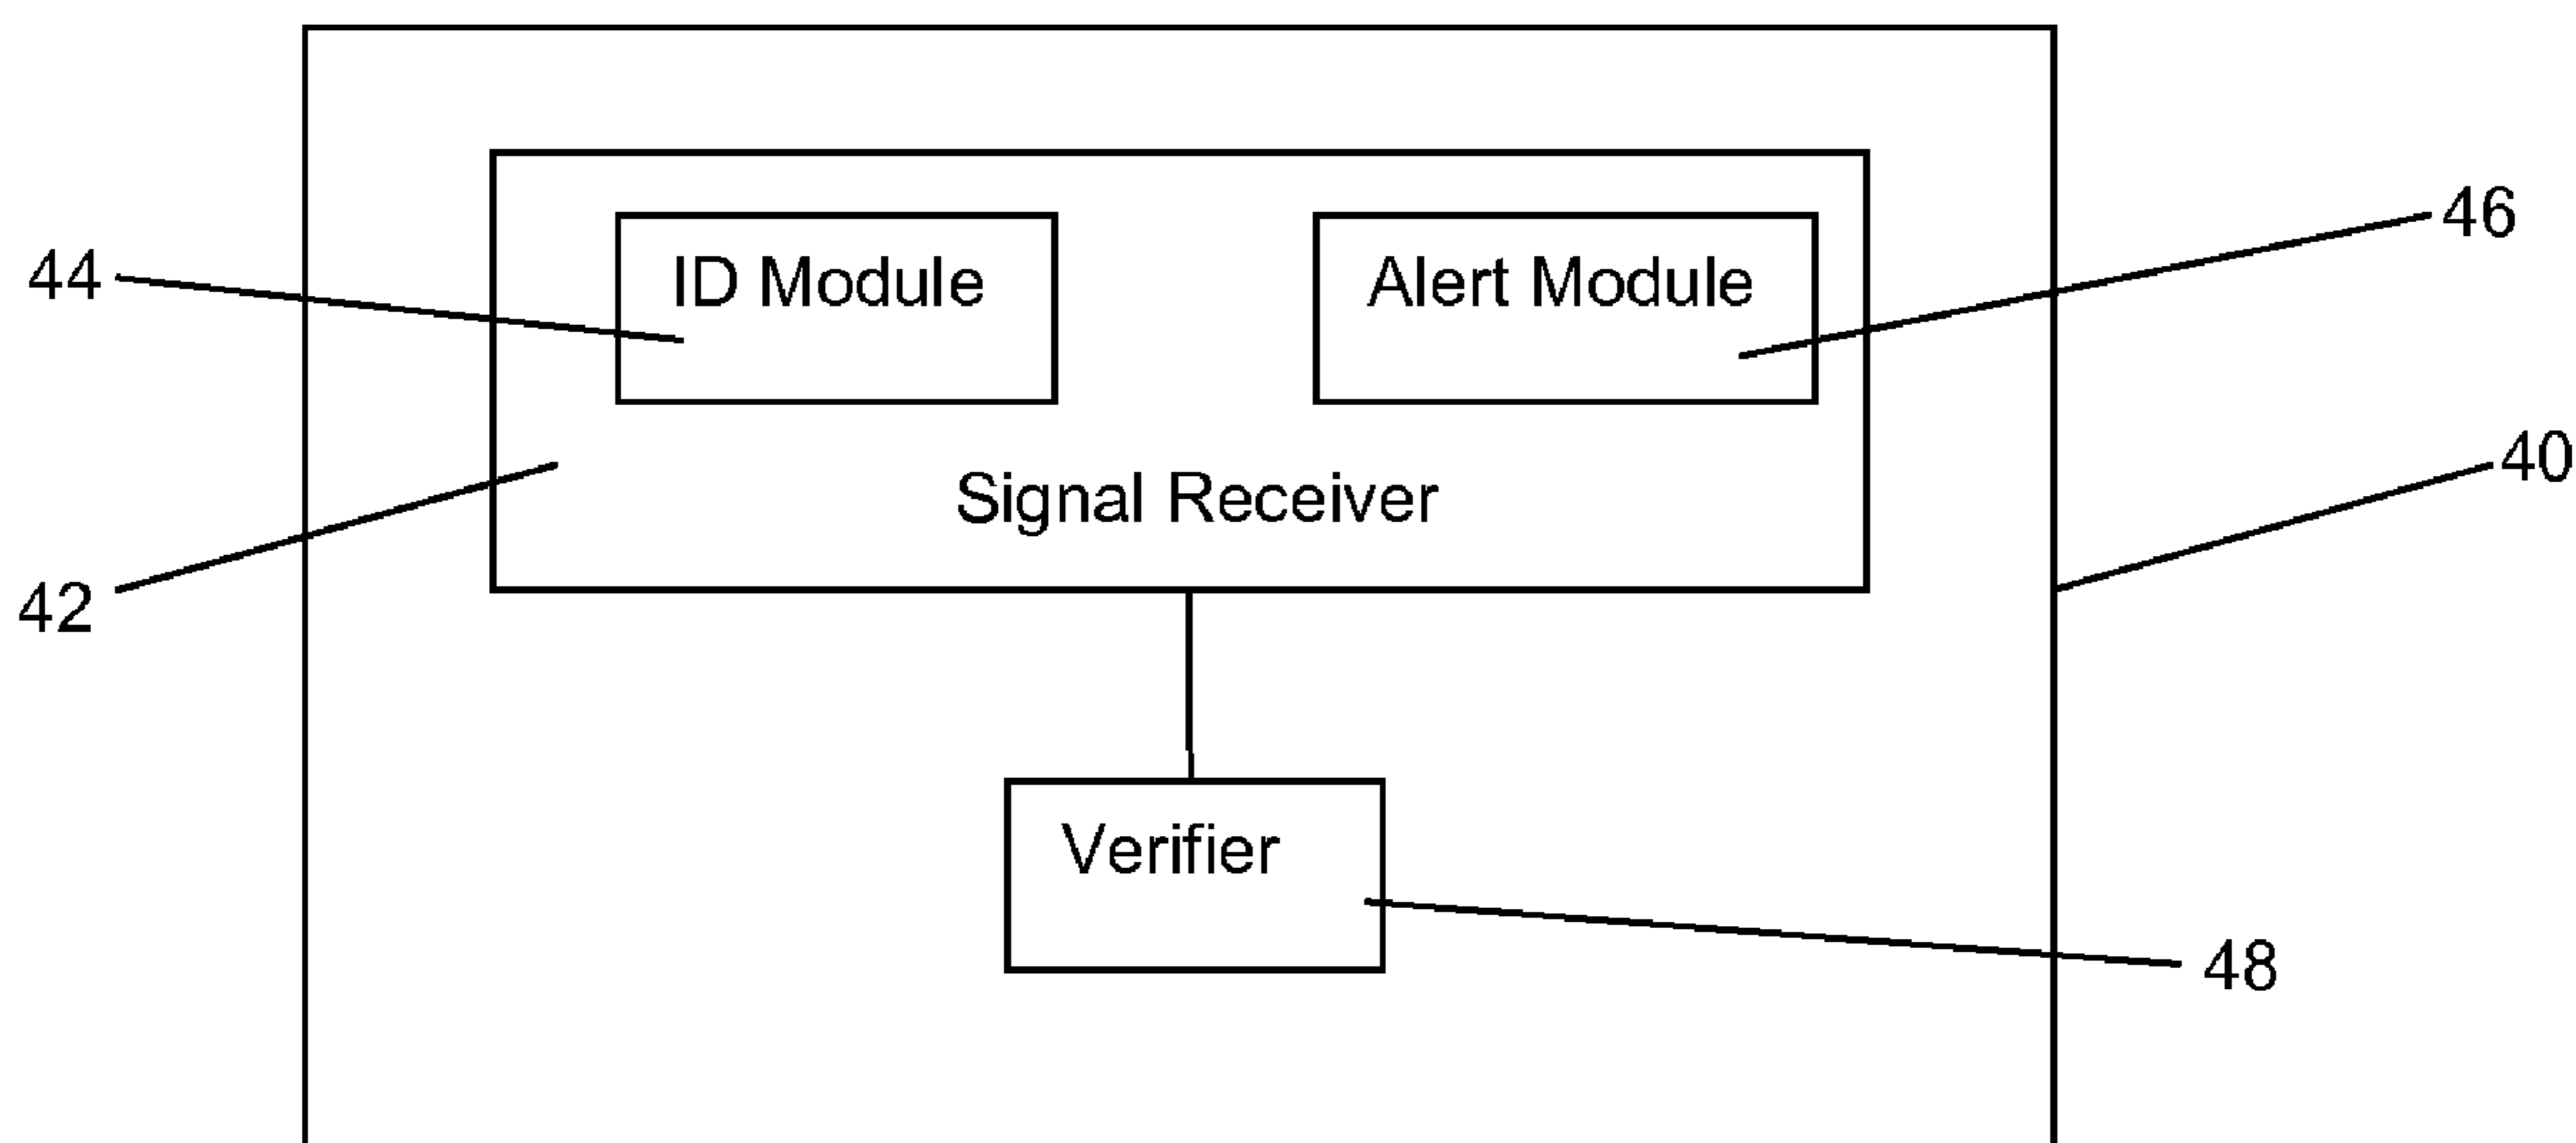 46
44
ID Module
Alert Module
40
Signal Receiver
42
Verifier
48